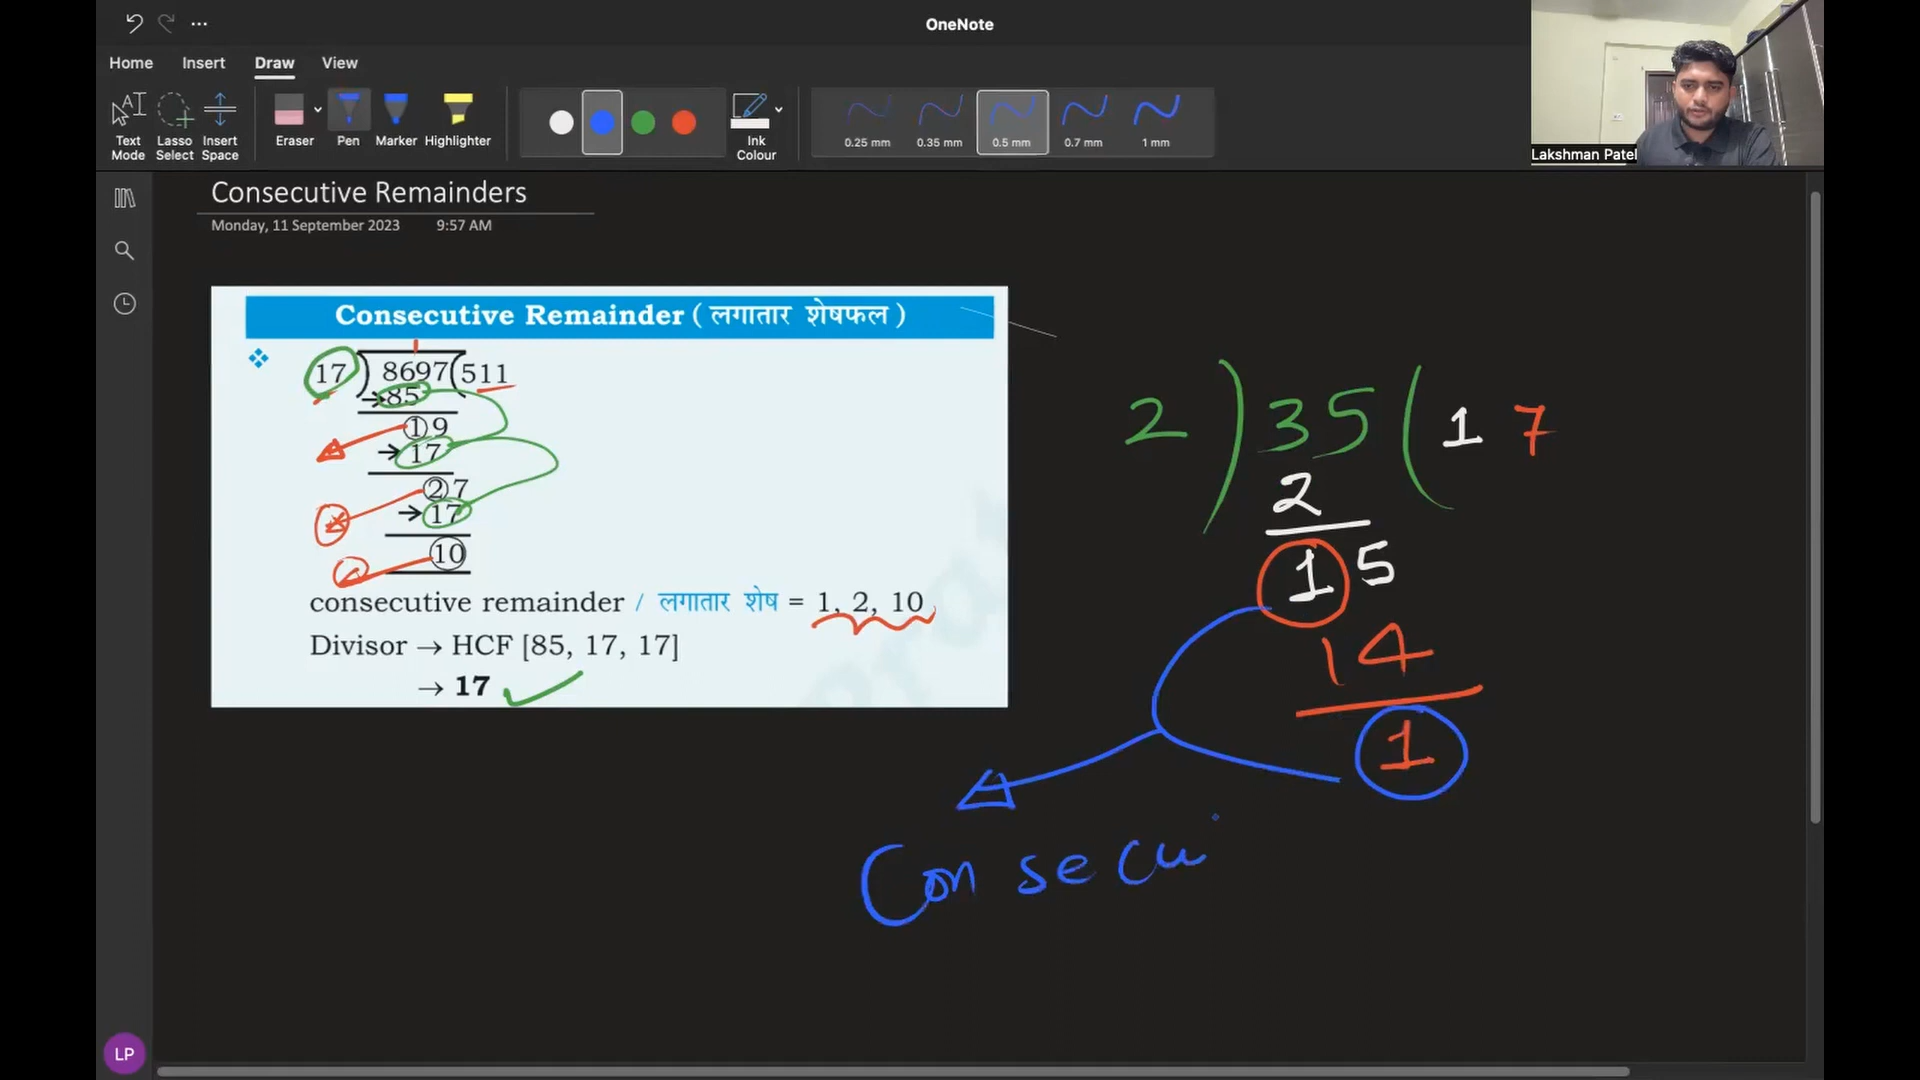 OneNote
Home Insert Draw View
Text Mode Lasso Select Insert Space Eraser Pen Marker Highlighter Ink Colour 0.25 mm 0.35 mm 0.5 mm 0.7 mm 1 mm
Lakshman Patel
Consecutive Remainders
Monday, 11 September 2023 9:57 AM
Consecutive Remainder ( लगातार शेषफल )
17) 8697(511
→85
19
→17
27
→17
10
consecutive remainder / लगातार शेष = 1, 2, 10
Divisor → HCF [85, 17, 17]
→ 17
2) 35 (17
2
15
14
1
Consecu
LP